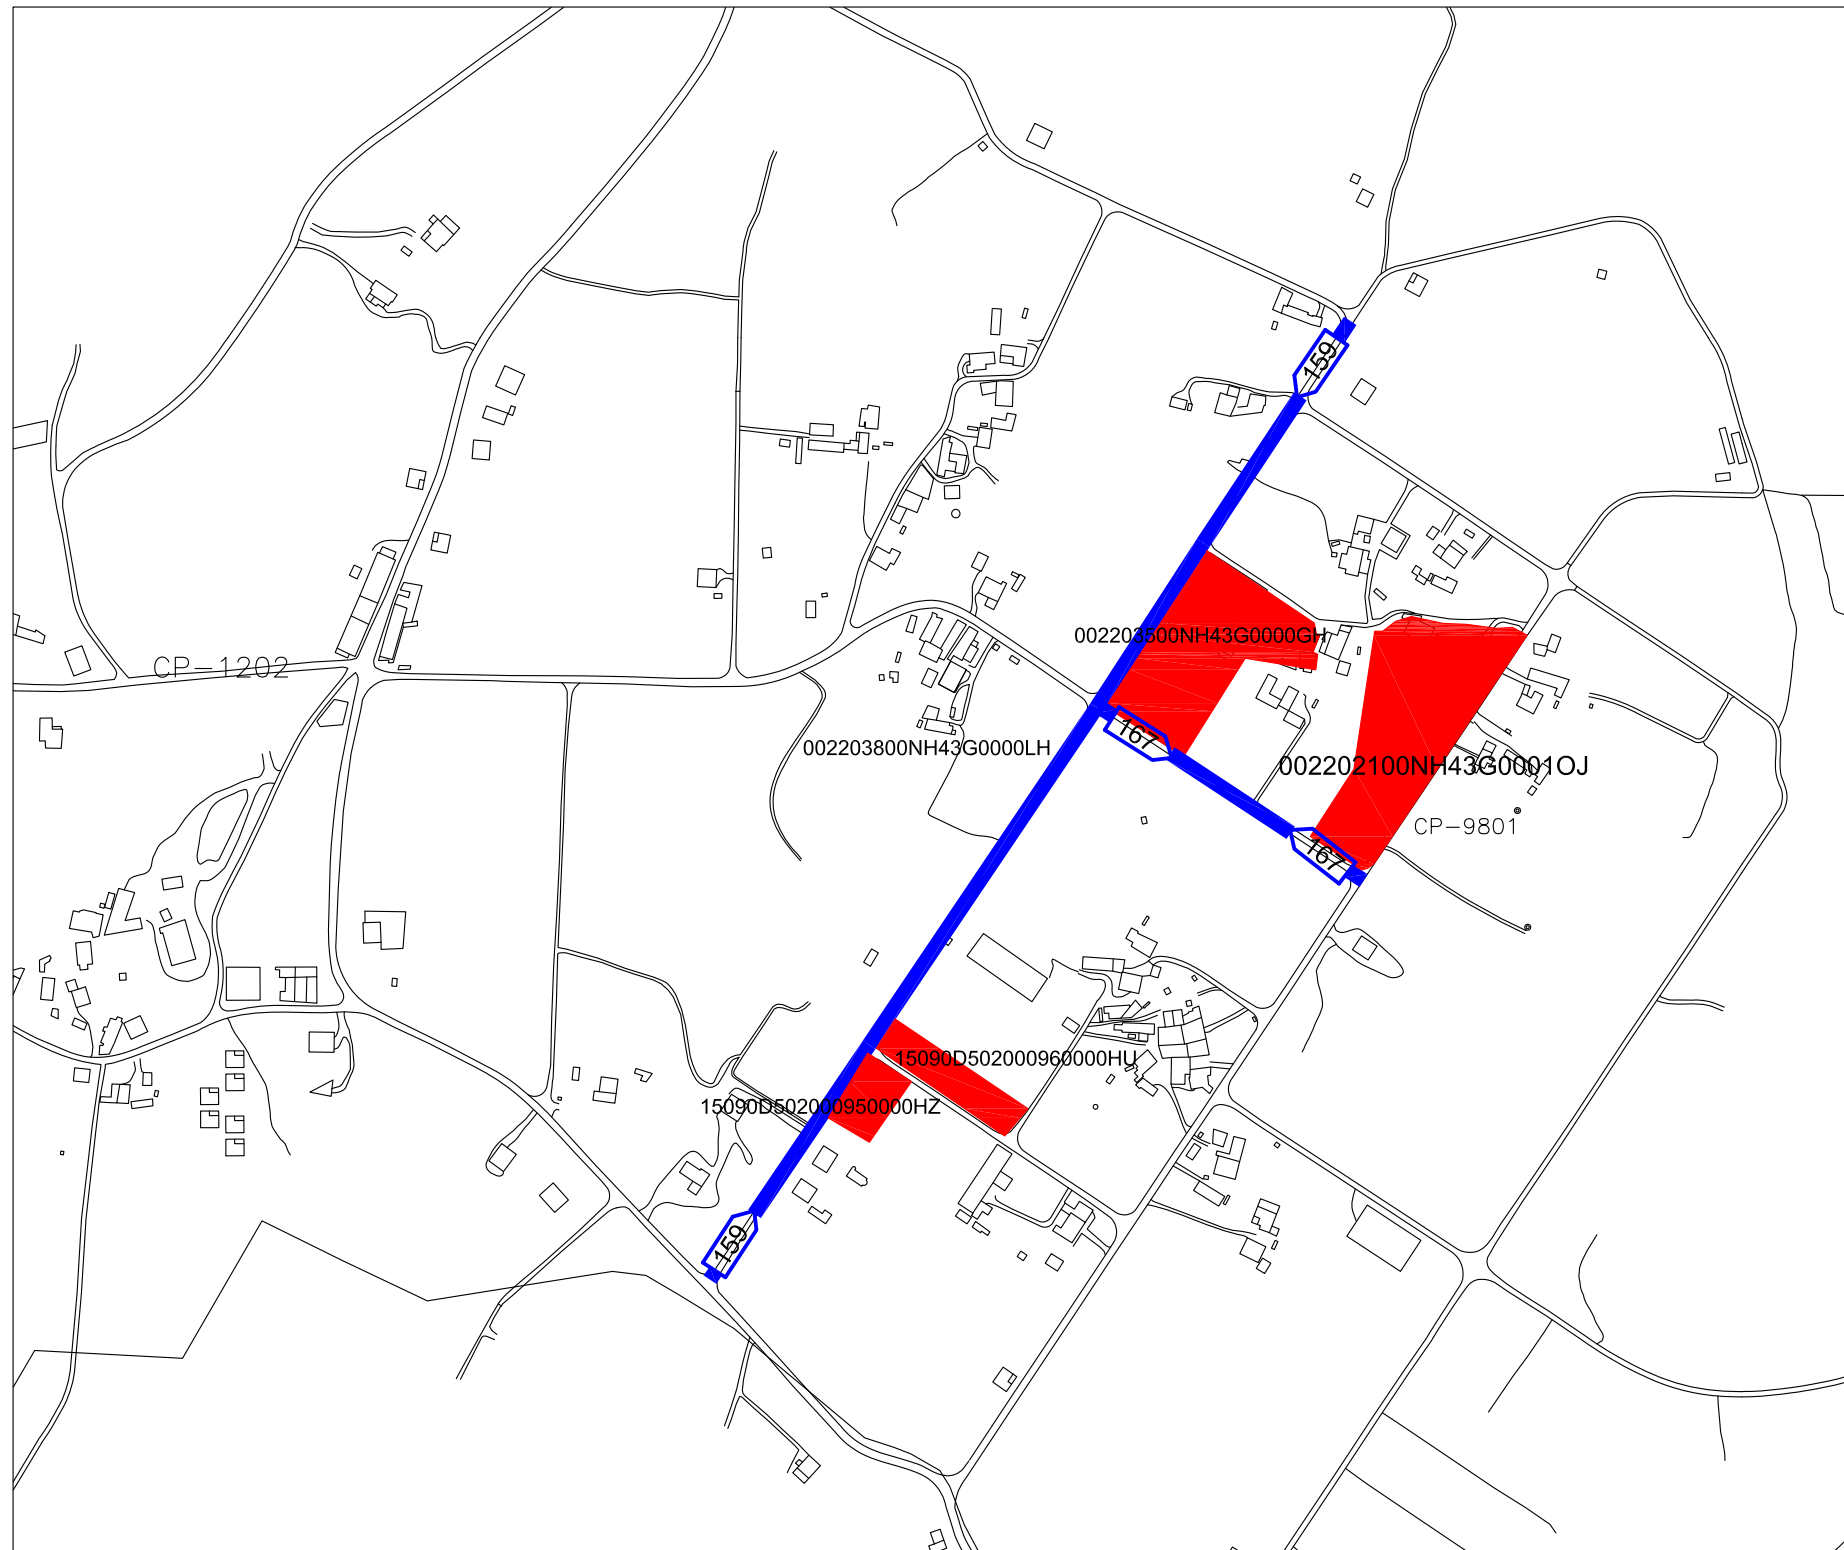 159
002203500NH43G0000GH
CP-1202
167
002203800NH43G0000LH
002202100NH43G0001OJ
CP-9801
167
15090D502000960000HU
15090D502000950000HZ
159